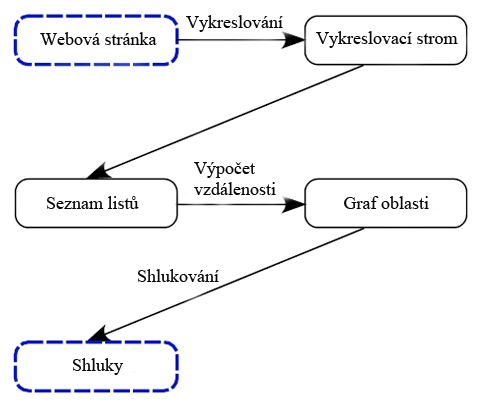 Webová stránka
Vykreslování
Vykreslovací strom
Seznam listů
Výpočet
vzdálenosti
Graf oblasti
Shlukování
Shluky